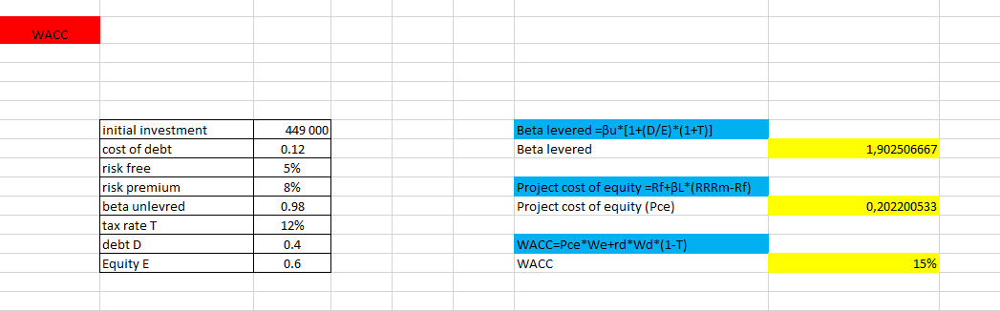 WACC
initial investment 449 000 Beta levered =βu*[1+(D/E)*(1+T)]
cost of debt 0.12 Beta levered 1,902506667
risk free 5%
risk premium 8% Project cost of equity =Rf+βL*(RRRm-Rf)
beta unlevred 0.98 Project cost of equity (Pce) 0,202200533
tax rate T 12%
debt D 0.4 WACC=Pce*We+rd*Wd*(1-T)
Equity E 0.6 WACC 15%